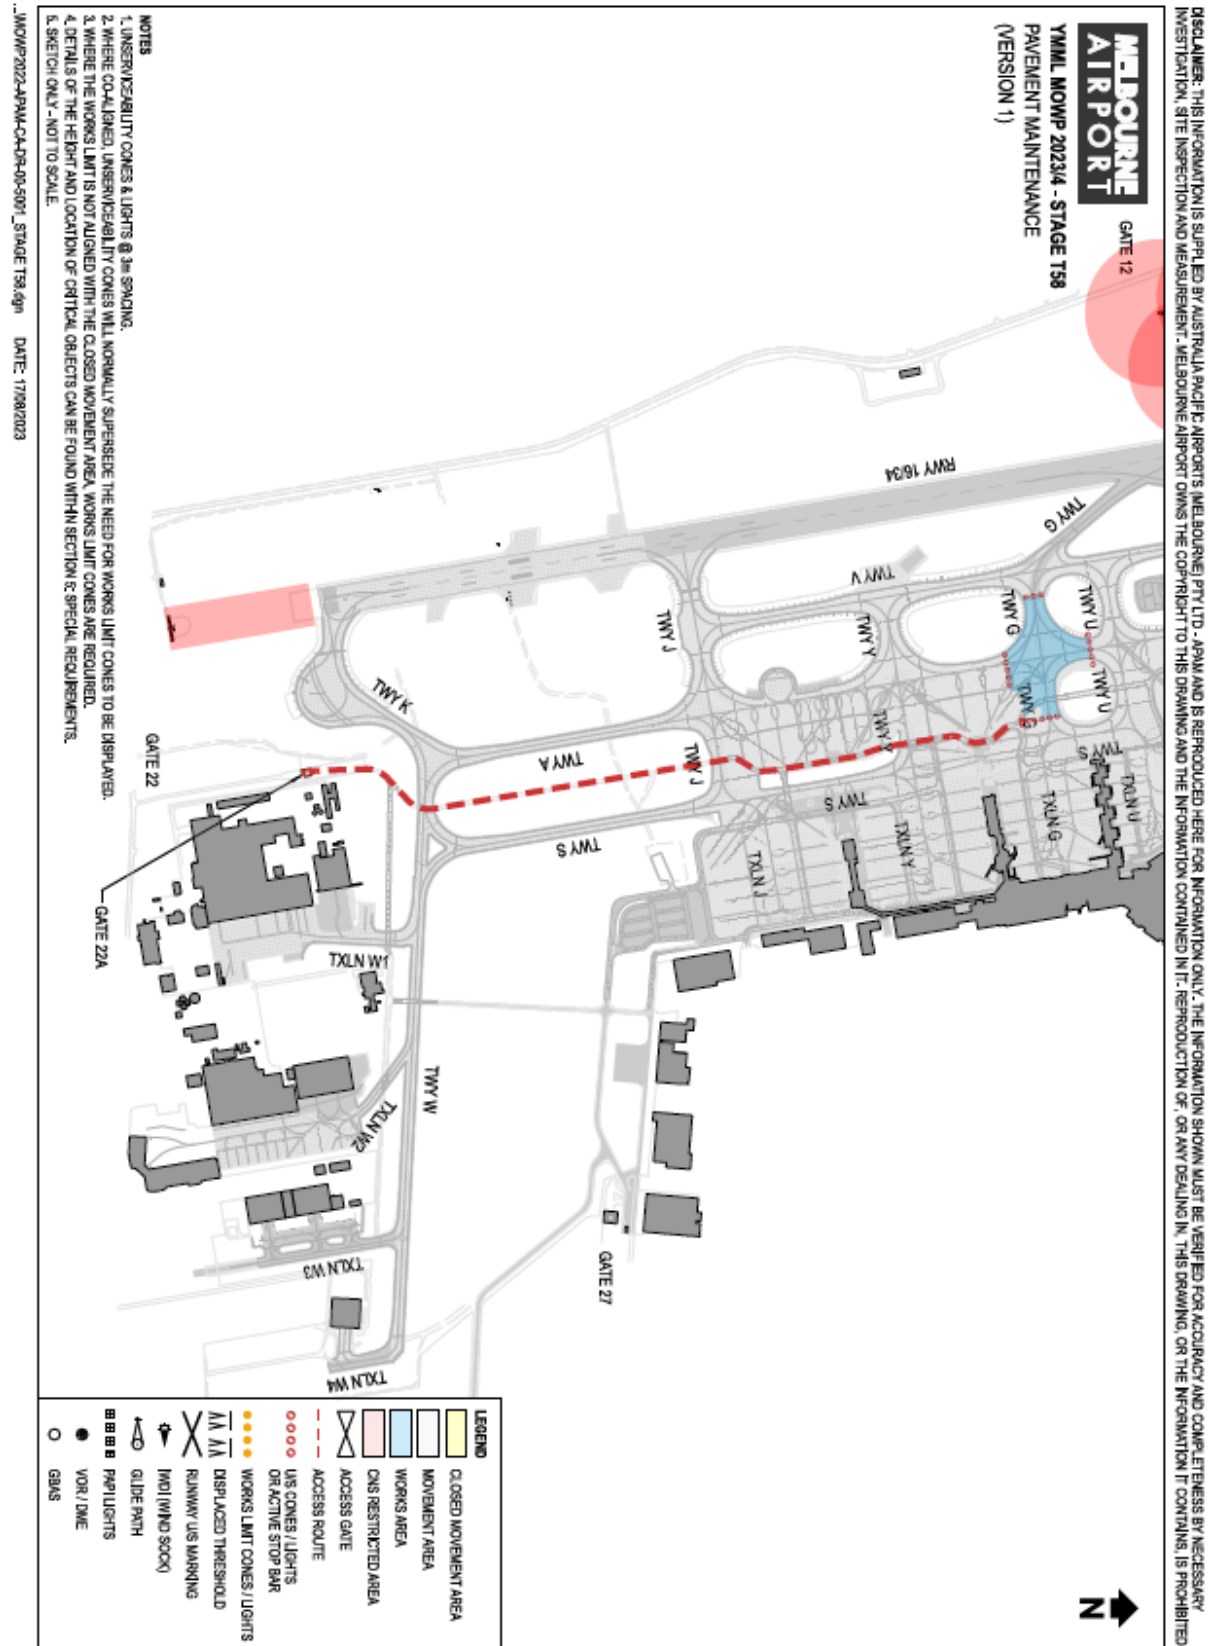 DISCLAIMER: THIS INFORMATION IS SUPPLIED BY AUSTRALIA PACIFIC AIRPORTS (MELBOURNE) PTY LTD - APAM AND IS REPRODUCED HERE FOR INFORMATION ONLY. THE INFORMATION SHOWN MUST BE VERIFIED FOR ACCURACY AND COMPLETENESS BY NECESSARY
INVESTIGATION, SITE INSPECTION AND MEASUREMENT. MELBOURNE AIRPORT OWNS THE COPYRIGHT TO THIS DRAWING AND THE INFORMATION CONTAINED IN IT. REPRODUCTION OF, OR ANY DEALING IN, THIS DRAWING, OR THE INFORMATION IT CONTAINS, IS PROHIBITED
MELBOURNE
AIRPORT
YMML MOWP 2023/4 - STAGE T58
PAVEMENT MAINTENANCE
(VERSION 1)
GATE 12
RWY 16/34
TWY G
TWY V
TWY G
TWY U
TWY U
TWY G
TWY J
TWY Y
TWY Y
TWY K
TWY A
TWY J
TWY S
TWY S
TWY S
TXLN U
TXLN G
TXLN Y
TXLN J
GATE 22
GATE 22A
TXLN W1
TWY W
TXLN W2
TXLN W3
TXLN W4
GATE 27
N
NOTES
1. UNSERVICEABILITY CONES & LIGHTS @ 3m SPACING.
2. WHERE CO-ALIGNED, UNSERVICEABILITY CONES WILL NORMALLY SUPERSEDE THE NEED FOR WORKS LIMIT CONES TO BE DISPLAYED.
3. WHERE THE WORKS LIMIT IS NOT ALIGNED WITH THE CLOSED MOVEMENT AREA, WORKS LIMIT CONES ARE REQUIRED.
4. DETAILS OF THE HEIGHT AND LOCATION OF CRITICAL OBJECTS CAN BE FOUND WITHIN SECTION 5: SPECIAL REQUIREMENTS.
5. SKETCH ONLY - NOT TO SCALE.
LEGEND
CLOSED MOVEMENT AREA
MOVEMENT AREA
WORKS AREA
CNS RESTRICTED AREA
ACCESS GATE
ACCESS ROUTE
U/S CONES / LIGHTS
OR ACTIVE STOP BAR
WORKS LIMIT CONES / LIGHTS
DISPLACED THRESHOLD
RUNWAY U/S MARKING
IWDI (WIND SOCK)
GLIDE PATH
PAPI LIGHTS
VOR / DME
GBAS
...\MOWP2022-APAM-CA-DR-00-5001_STAGE T58.dgn DATE: 17/08/2023